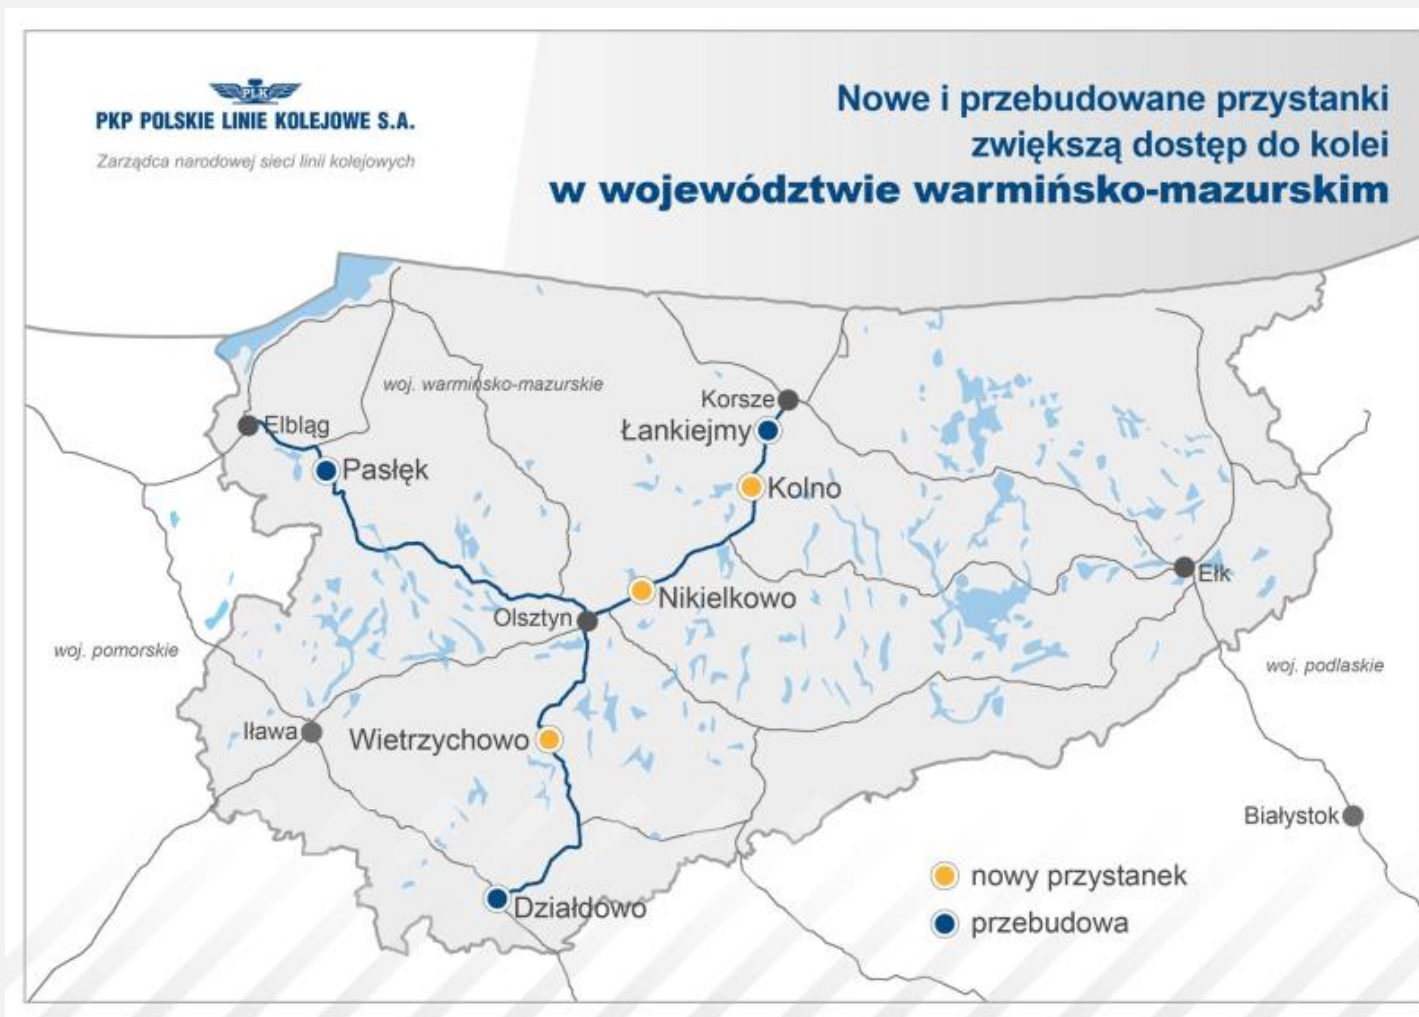 PLK
PKP POLSKIE LINIE KOLEJOWE S.A.
Zarządca narodowej sieci linii kolejowych
Nowe i przebudowane przystanki
zwiększą dostęp do kolei
w województwie warmińsko-mazurskim
woj. warmińsko-mazurskie
Korsze
Łankiejmy
Elbląg
Pasłęk
Kolno
Ełk
Nikielkowo
Olsztyn
woj. pomorskie
woj. podlaskie
Iława
Wietrzychowo
Białystok
nowy przystanek
Działdowo
przebudowa